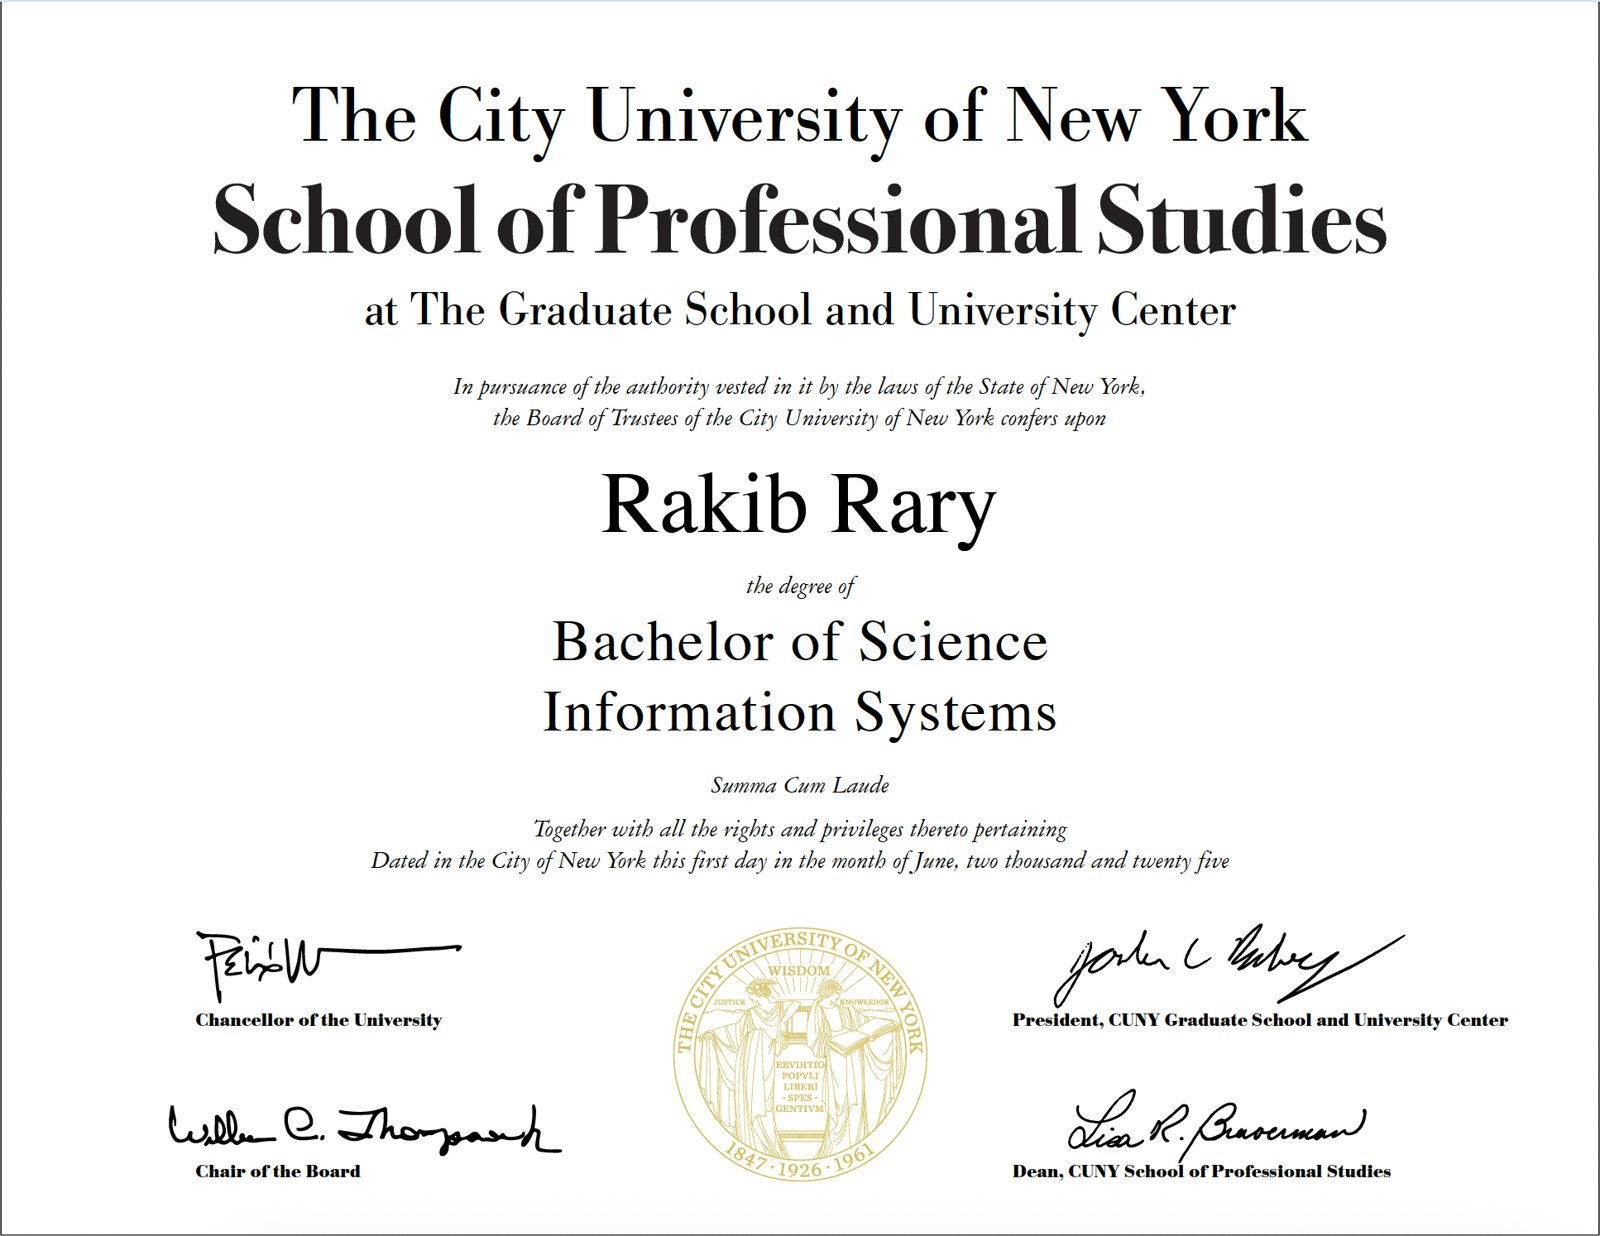 The City University of New York
School of Professional Studies
at The Graduate School and University Center
In pursuance of the authority vested in it by the laws of the State of New York,
the Board of Trustees of the City University of New York confers upon
Rakib Rary
the degree of
Bachelor of Science
Information Systems
Summa Cum Laude
Together with all the rights and privileges thereto pertaining
Dated in the City of New York this first day in the month of June, two thousand and twenty five
Chancellor of the University
President, CUNY Graduate School and University Center
THE CITY UNIVERSITY OF NEW YORK
WISDOM
JUSTICE
KNOWLEDGE
ERVDITIO
POPVLI
LIBERI
· SPES ·
GENTIVM
1847 · 1926 · 1961
Lisa R. Braverman
Chair of the Board
Dean, CUNY School of Professional Studies